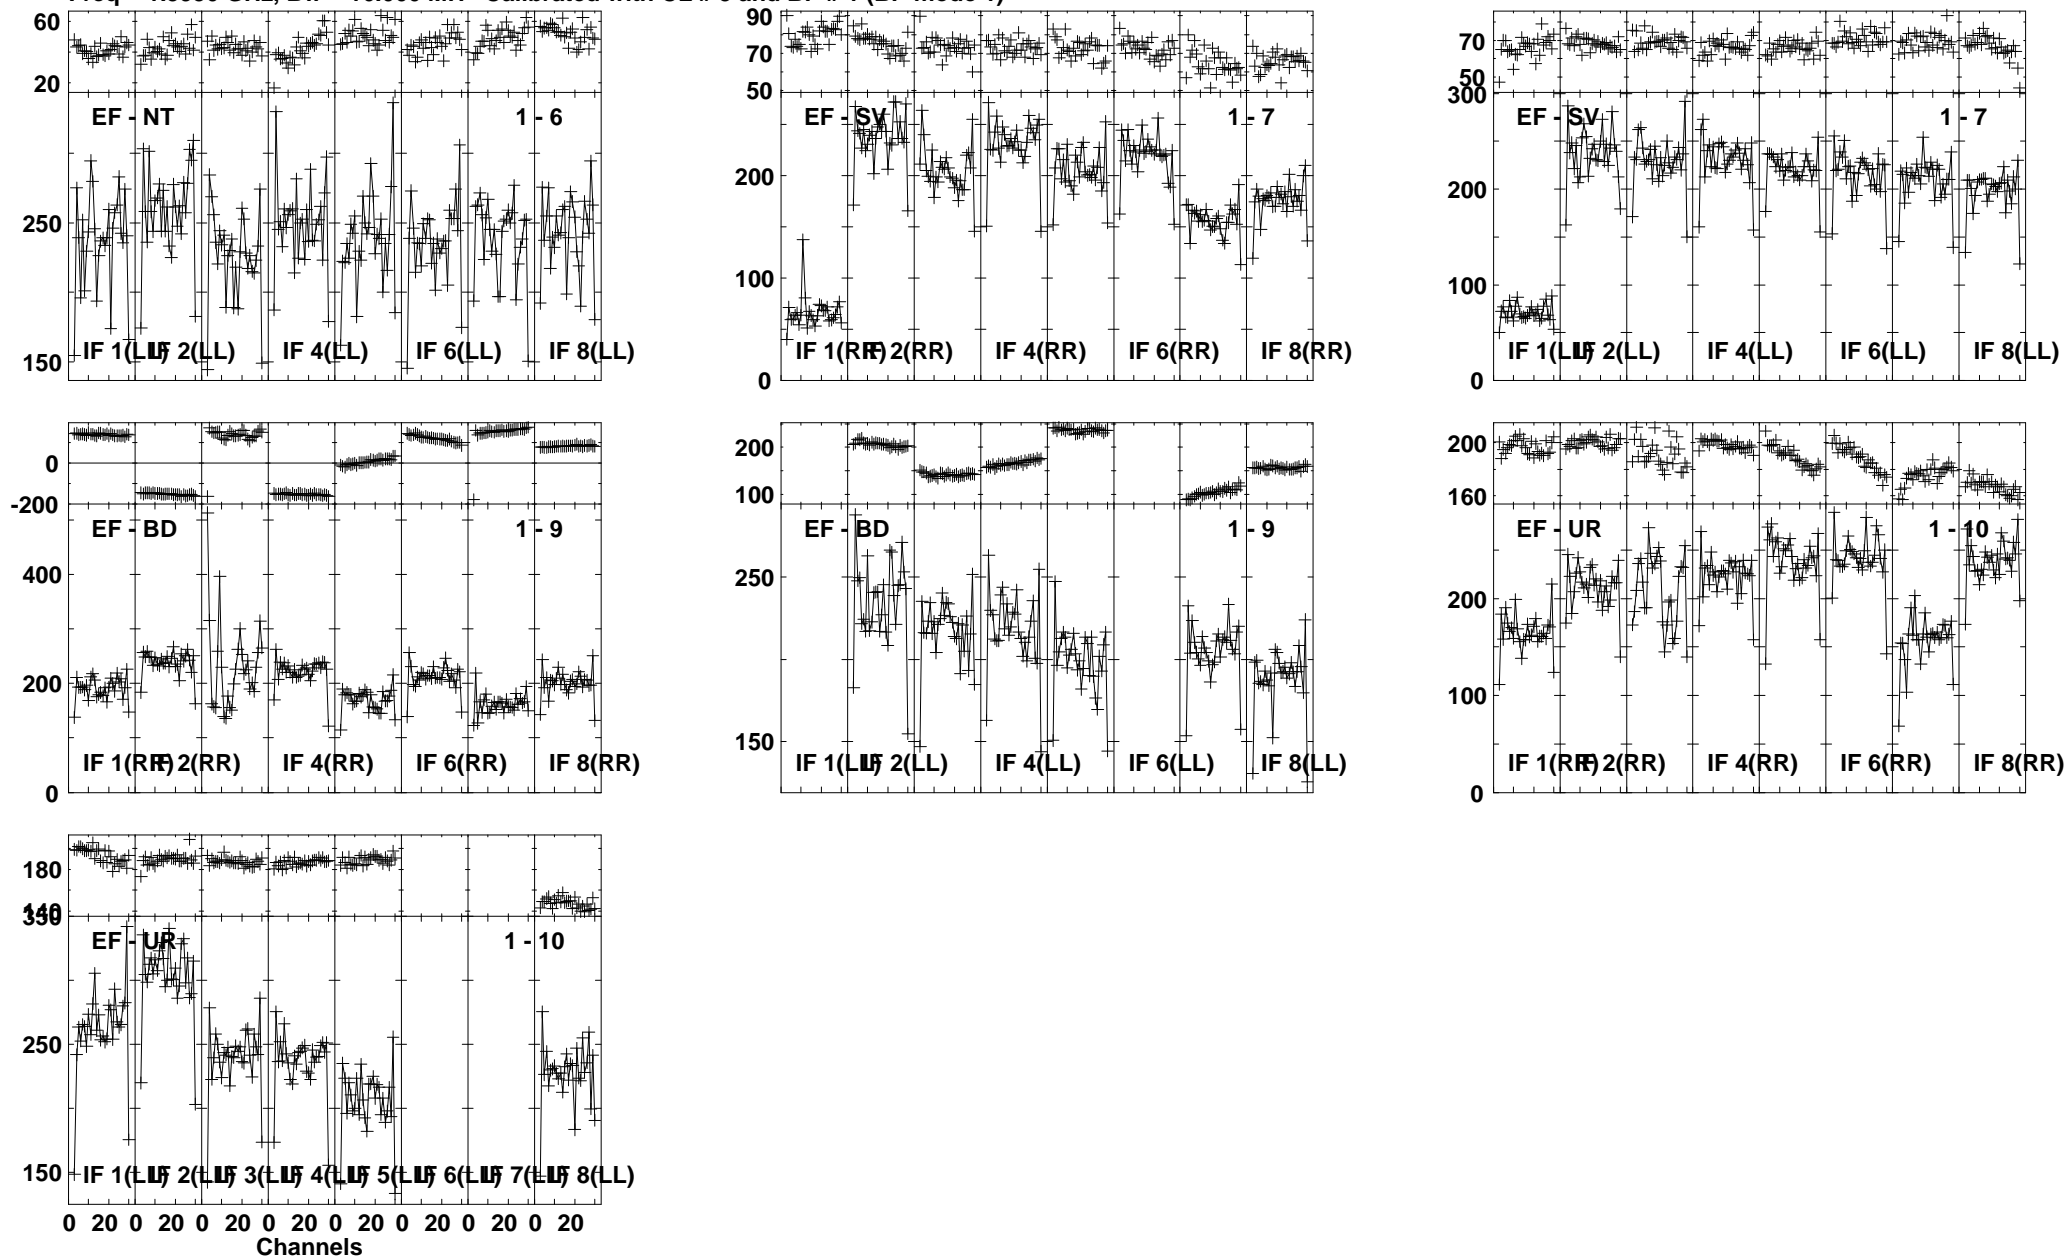 60
20
EF - NT 1 - 6
250
150
IF 1(LL) IF 2(LL) IF 4(LL) IF 6(LL) IF 8(LL)
90
70
50
EF - SV 1 - 7
200
100
0
IF 1(RR) IF 2(RR) IF 4(RR) IF 6(RR) IF 8(RR)
70
50
300
EF - SV 1 - 7
200
100
0
IF 1(LL) IF 2(LL) IF 4(LL) IF 6(LL) IF 8(LL)
0
-200
EF - BD 1 - 9
400
200
0
IF 1(RR) IF 2(RR) IF 4(RR) IF 6(RR) IF 8(RR)
200
100
EF - BD 1 - 9
250
150
IF 1(LL) IF 2(LL) IF 4(LL) IF 6(LL) IF 8(LL)
200
160
EF - UR 1 - 10
200
100
0
IF 1(RR) IF 2(RR) IF 4(RR) IF 6(RR) IF 8(RR)
180
140
350
EF - UR 1 - 10
250
150
IF 1(LL) IF 2(LL) IF 3(LL) IF 4(LL) IF 5(LL) IF 6(LL) IF 7(LL) IF 8(LL)
0 20 0 20 0 20 0 20 0 20 0 20 0 20 0 20
Channels